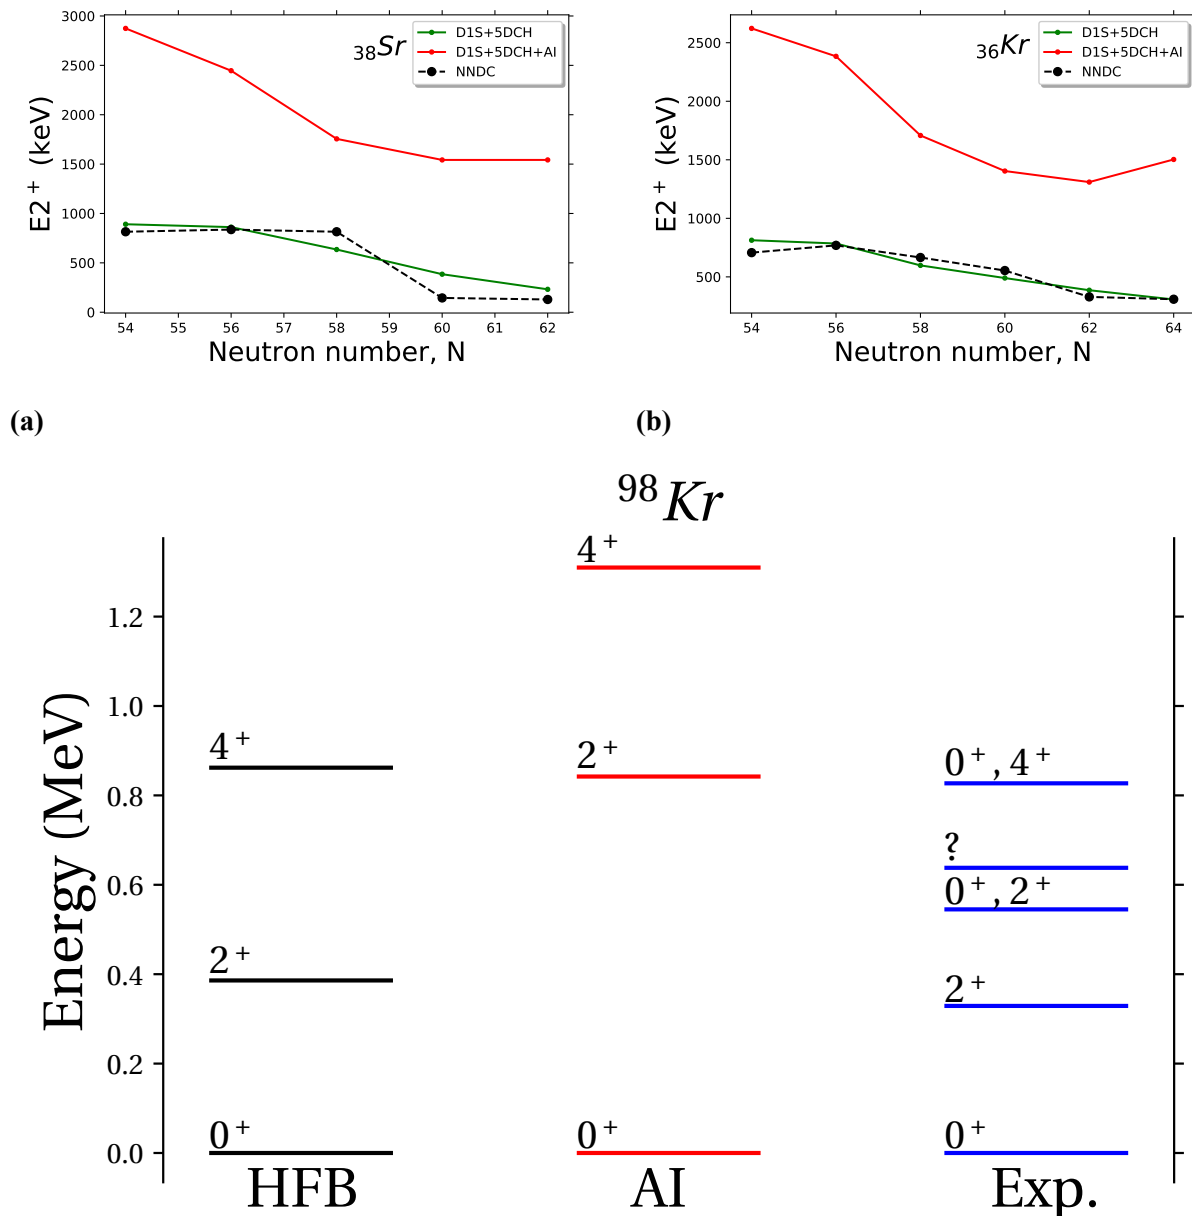 3000
2500
2000
1500
1000
500
0
E2⁺ (keV)
₃₈Sr
D1S+5DCH
D1S+5DCH+AI
NNDC
54 55 56 57 58 59 60 61 62
Neutron number, N
2500
2000
1500
1000
500
E2⁺ (keV)
₃₆Kr
D1S+5DCH
D1S+5DCH+AI
NNDC
54 56 58 60 62 64
Neutron number, N
(a)
(b)
⁹⁸Kr
Energy (MeV)
1.2
1.0
0.8
0.6
0.4
0.2
0.0
4⁺
2⁺
0⁺
HFB
4⁺
2⁺
0⁺
AI
0⁺, 4⁺
?
0⁺, 2⁺
2⁺
0⁺
Exp.